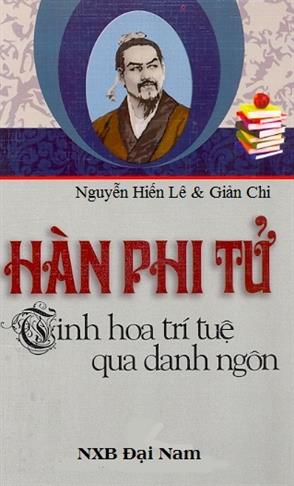 Nguyễn Hiến Lê & Giản Chi
HÀN PHI TỬ
Tinh hoa trí tuệ
qua danh ngôn
NXB Đại Nam